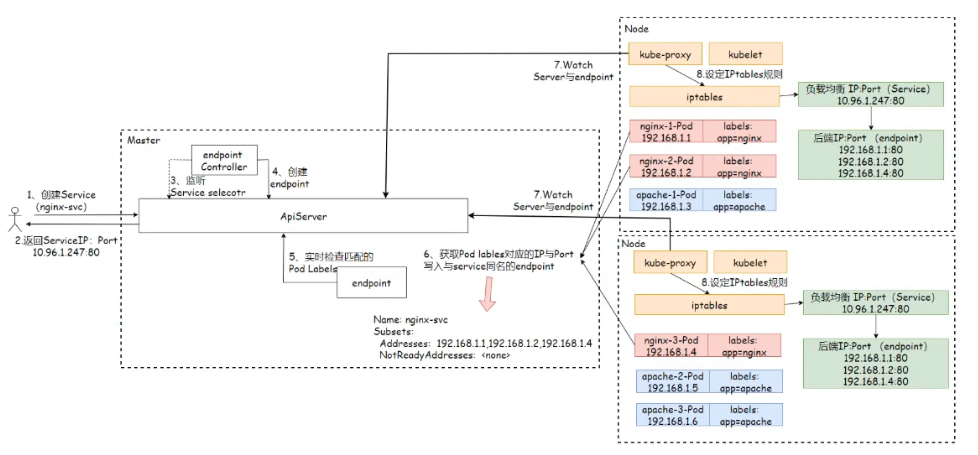 Master
endpoint
Controller
3、监听
Service selecotr
4、创建
endpoint
1、创建Service
(nginx-svc)
ApiServer
2.返回ServiceIP：Port
10.96.1.247:80
5、实时检查匹配的
Pod Labels
endpoint
6、获取Pod lables对应的IP与Port
写入与service同名的endpoint
Name: nginx-svc
Subsets:
Addresses: 192.168.1.1,192.168.1.2,192.168.1.4
NotReadyAddresses: <none>
7.Watch
Server与endpoint
7.Watch
Server与endpoint
Node
kube-proxy
kubelet
8.设定IPtables规则
iptables
负载均衡 IP:Port（Service）
10.96.1.247:80
后端IP:Port （endpoint）
192.168.1.1:80
192.168.1.2:80
192.168.1.4:80
nginx-1-Pod
192.168.1.1
labels:
app=nginx
nginx-2-Pod
192.168.1.2
labels:
app=nginx
apache-1-Pod
192.168.1.3
labels:
app=apache
Node
kube-proxy
kubelet
8.设定IPtables规则
iptables
负载均衡 IP:Port（Service）
10.96.1.247:80
后端IP:Port （endpoint）
192.168.1.1:80
192.168.1.2:80
192.168.1.4:80
nginx-3-Pod
192.168.1.4
labels:
app=nginx
apache-2-Pod
192.168.1.5
labels:
app=apache
apache-3-Pod
192.168.1.6
labels:
app=apache